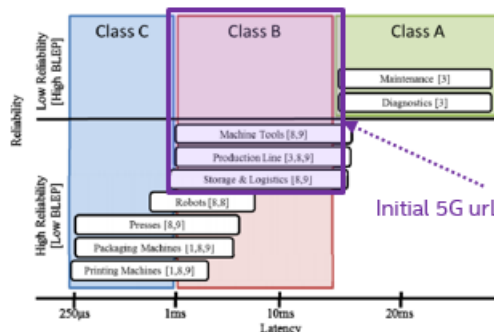 Class C
Class B
Class A
Low Reliability
[High BLEP]
Maintenance [3]
Diagnostics [3]
Reliability
Machine Tools [8,9]
Production Line [3,8,9]
Storage & Logistics [8,9]
Initial 5G url
High Reliability
[Low BLEP]
Robots [8,8]
Presses [8,9]
Packaging Machines [1,8,9]
Printing Machines [1,8,9]
250µs
1ms
10ms
20ms
Latency